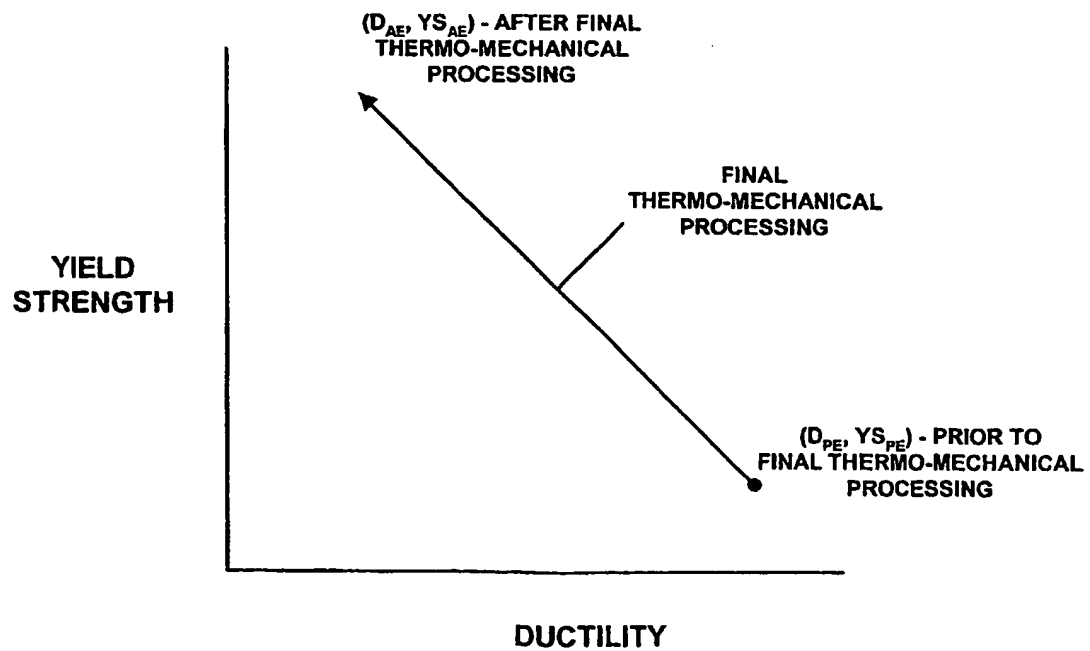 (D_AE, YS_AE) - AFTER FINAL
THERMO-MECHANICAL
PROCESSING
FINAL
THERMO-MECHANICAL
PROCESSING
YIELD
STRENGTH
(D_PE, YS_PE) - PRIOR TO
FINAL THERMO-MECHANICAL
PROCESSING
DUCTILITY